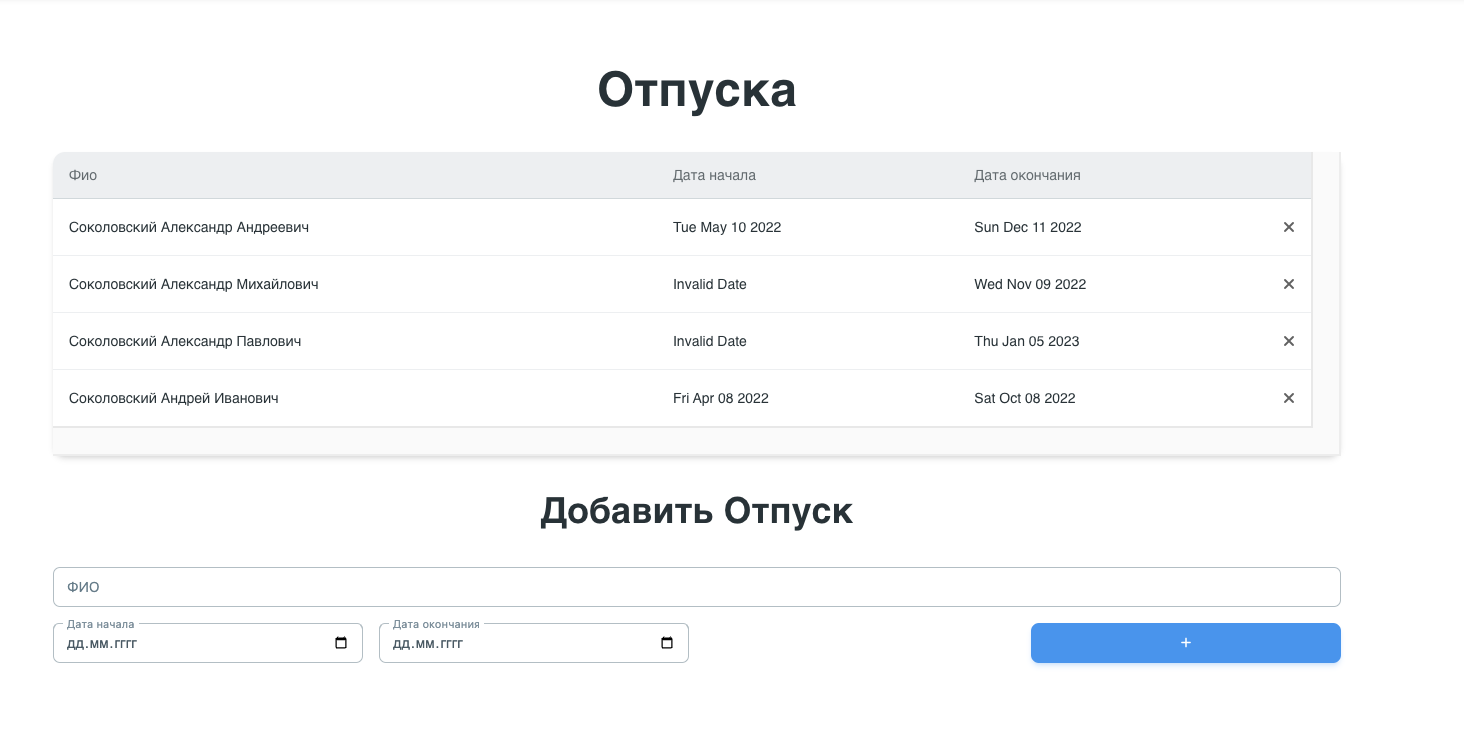 Отпуска
Фио Дата начала Дата окончания
Соколовский Александр Андреевич Tue May 10 2022 Sun Dec 11 2022
Соколовский Александр Михайлович Invalid Date Wed Nov 09 2022
Соколовский Александр Павлович Invalid Date Thu Jan 05 2023
Соколовский Андрей Иванович Fri Apr 08 2022 Sat Oct 08 2022
Добавить Отпуск
ФИО
Дата начала Дата окончания
дд.мм.гггг дд.мм.гггг +